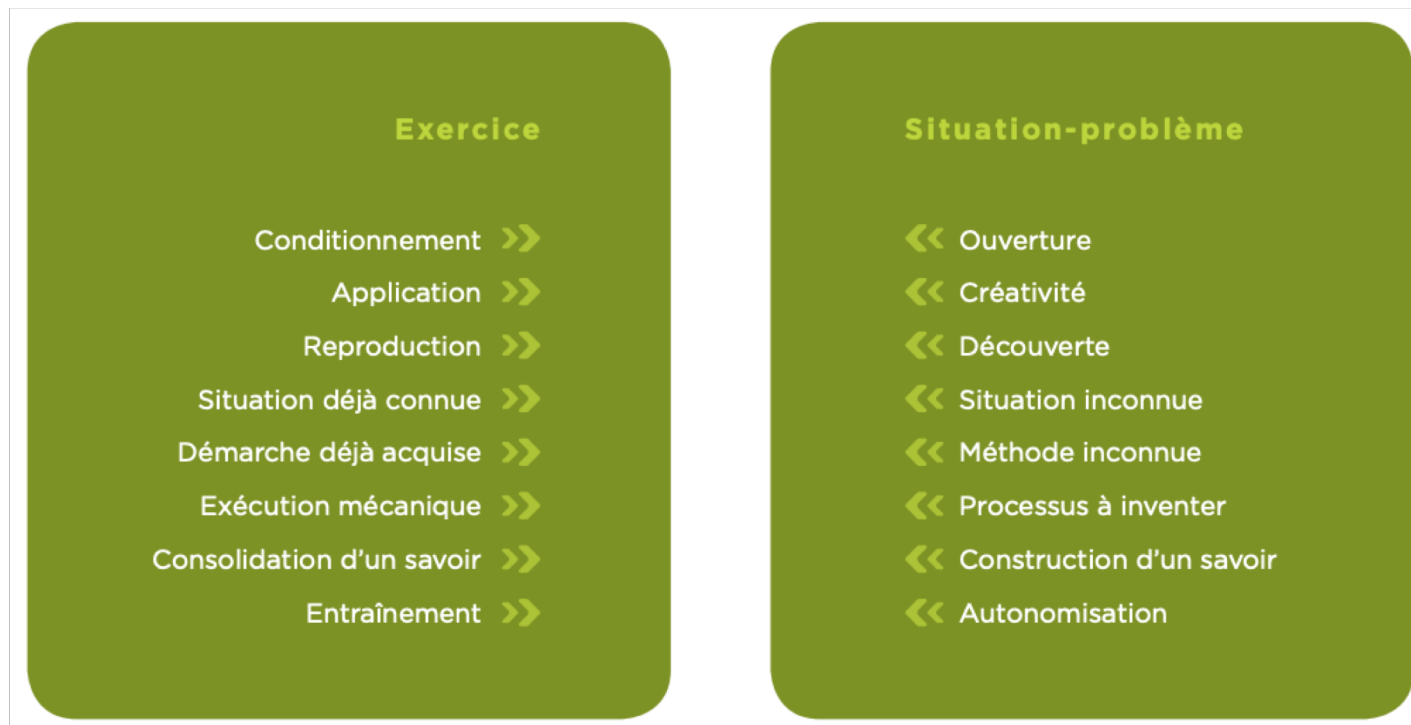 Exercice
Conditionnement
Application
Reproduction
Situation déjà connue
Démarche déjà acquise
Exécution mécanique
Consolidation d’un savoir
Entraînement
Situation-problème
Ouverture
Créativité
Découverte
Situation inconnue
Méthode inconnue
Processus à inventer
Construction d’un savoir
Autonomisation